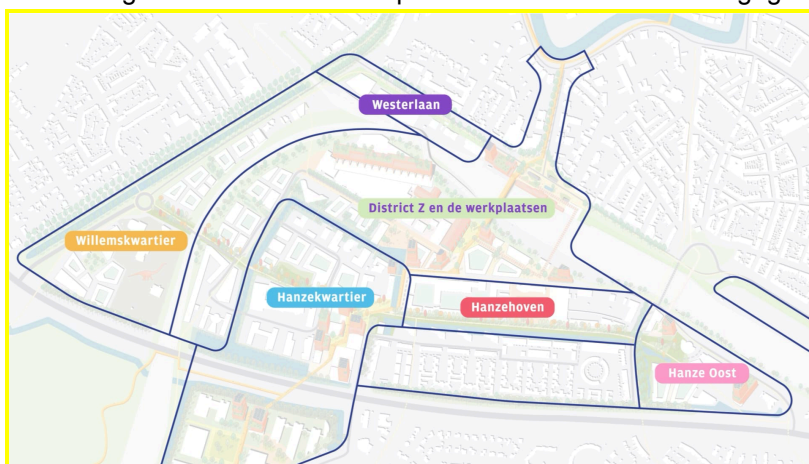 Westerlaan
District Z en de werkplaatsen
Willemskwartier
Hanzekwartier
Hanzehoven
Hanze Oost